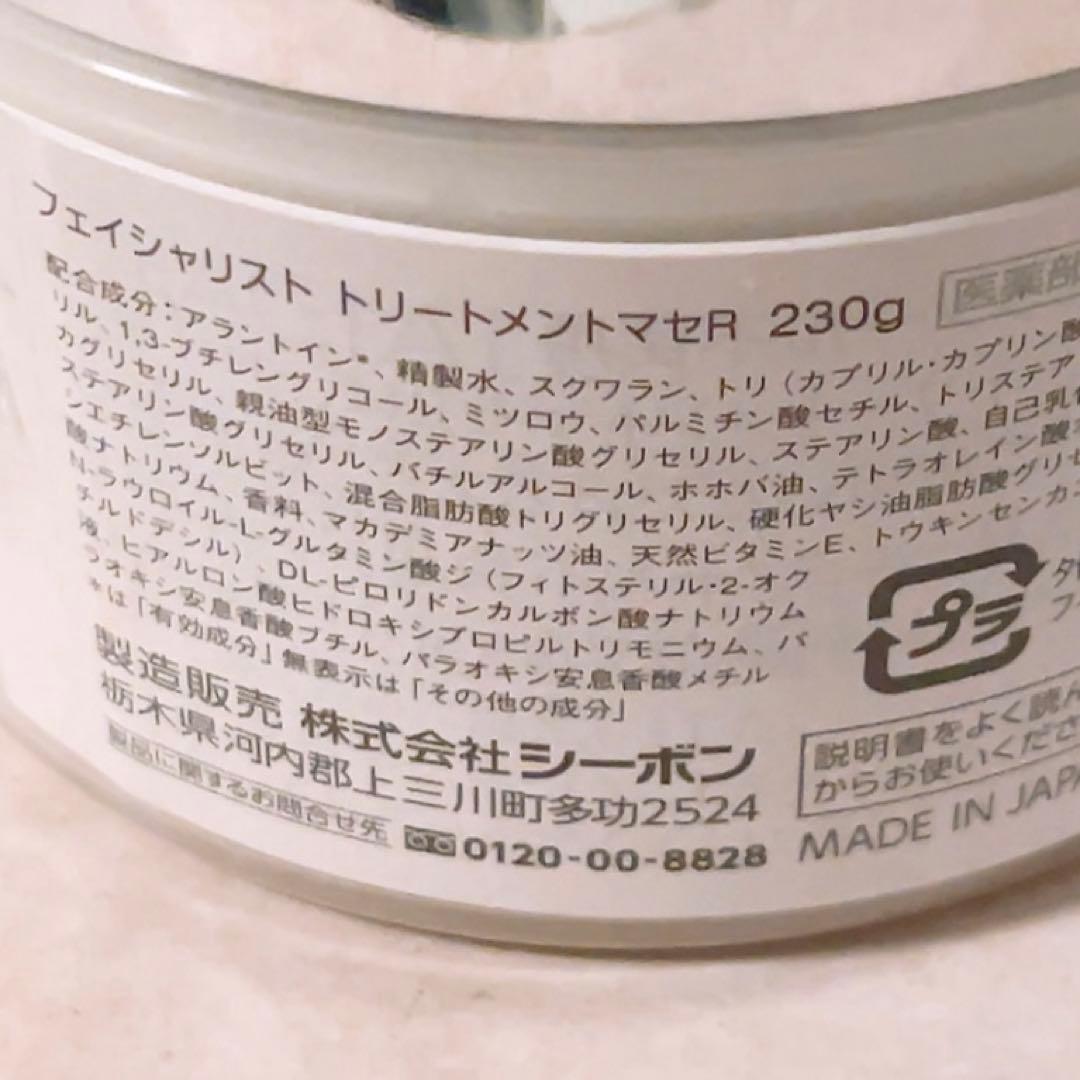 フェイシャリスト トリートメントマセR 230g 医薬部
配合成分：アラントイン*、精製水、スクワラン、トリ（カプリル・カプリン酸
リル、1,3-ブチレングリコール、ミツロウ、パルミチン酸セチル、トリステア
カグリセリル、親油型モノステアリン酸グリセリル、ステアリン酸、自己乳化
ステアリン酸グリセリル、バチルアルコール、ホホバ油、テトラオレイン酸
シエチレンソルビット、混合脂肪酸トリグリセリル、硬化ヤシ油脂肪酸グリセ
酸ナトリウム、香料、マカデミアナッツ油、天然ビタミンE、トウキンセンカエ
N-ラウロイル-L-グルタミン酸ジ（フィトステリル・2-オク
チルドデシル）、DL-ピロリドンカルボン酸ナトリウム
液、ヒアルロン酸ヒドロキシプロピルトリモニウム、パ
ラオキシ安息香酸ブチル、パラオキシ安息香酸メチル
*は「有効成分」無表示は「その他の成分」
製造販売 株式会社シーボン
栃木県河内郡上三川町多功2524
製品に関するお問合せ先 0120-00-8828
プラ
説明書をよく読ん
からお使いくださ
MADE IN JAPA